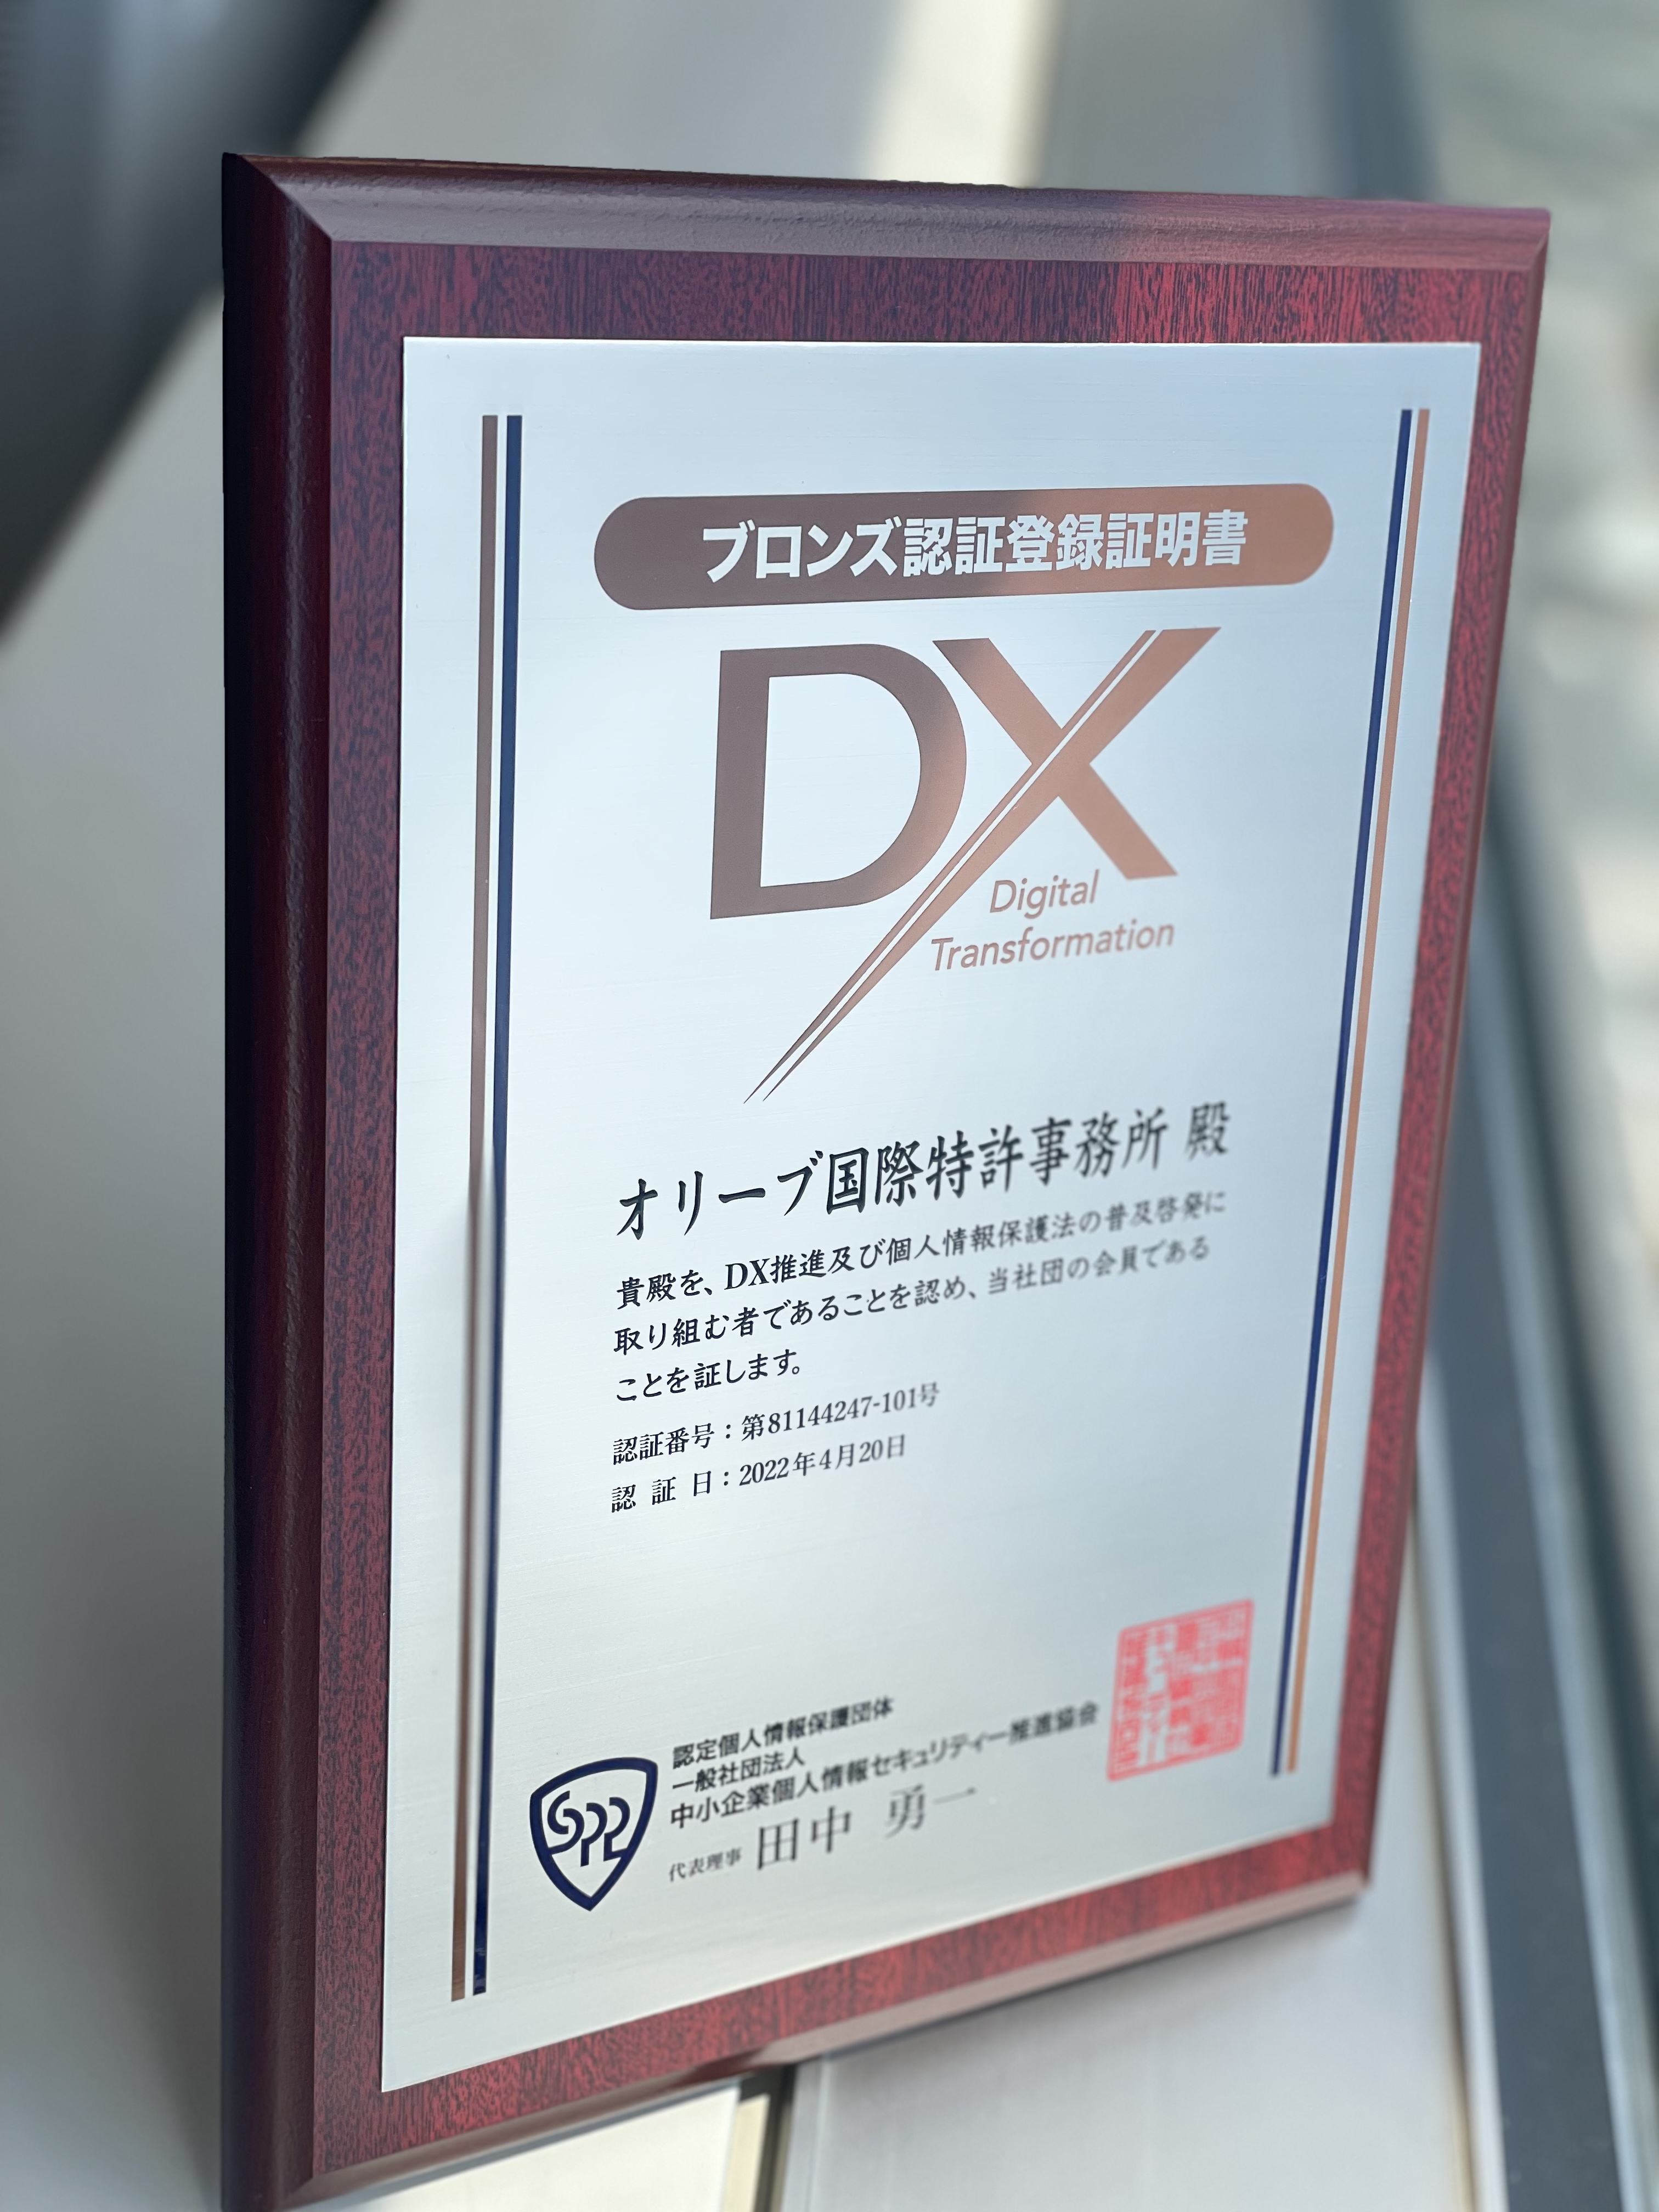 ブロンズ認証登録証明書
DX
Digital
Transformation
オリーブ国際特許事務所 殿
貴殿を、DX推進及び個人情報保護法の普及啓発に
取り組む者であることを認め、当社団の会員である
ことを証します。
認証番号：第81144247-101号
認 証 日：2022年4月20日
SPP
認定個人情報保護団体
一般社団法人
中小企業個人情報セキュリティー推進協会
代表理事 田中 勇一